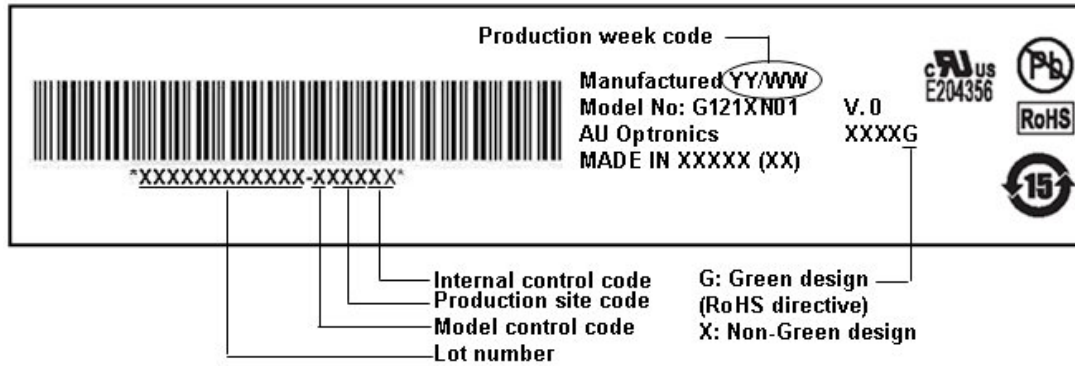 Production week code
Manufactured YY/WW
Model No: G121XN01 V.0
AU Optronics XXXXG
MADE IN XXXXX (XX)
*XXXXXXXXXXXX-XXXXXX*
c RU us
E204356
Pb
RoHS
15
Internal control code
Production site code
Model control code
Lot number
G: Green design
(RoHS directive)
X: Non-Green design